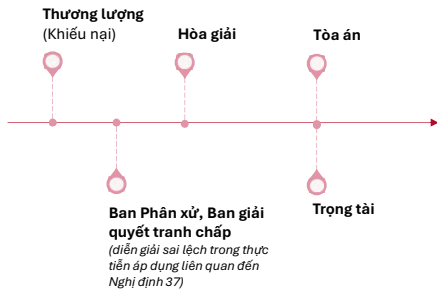 Thương lượng
(Khiếu nại)
Hòa giải
Tòa án
Ban Phân xử, Ban giải
quyết tranh chấp
(diễn giải sai lệch trong thực
tiễn áp dụng liên quan đến
Nghị định 37)
Trọng tài